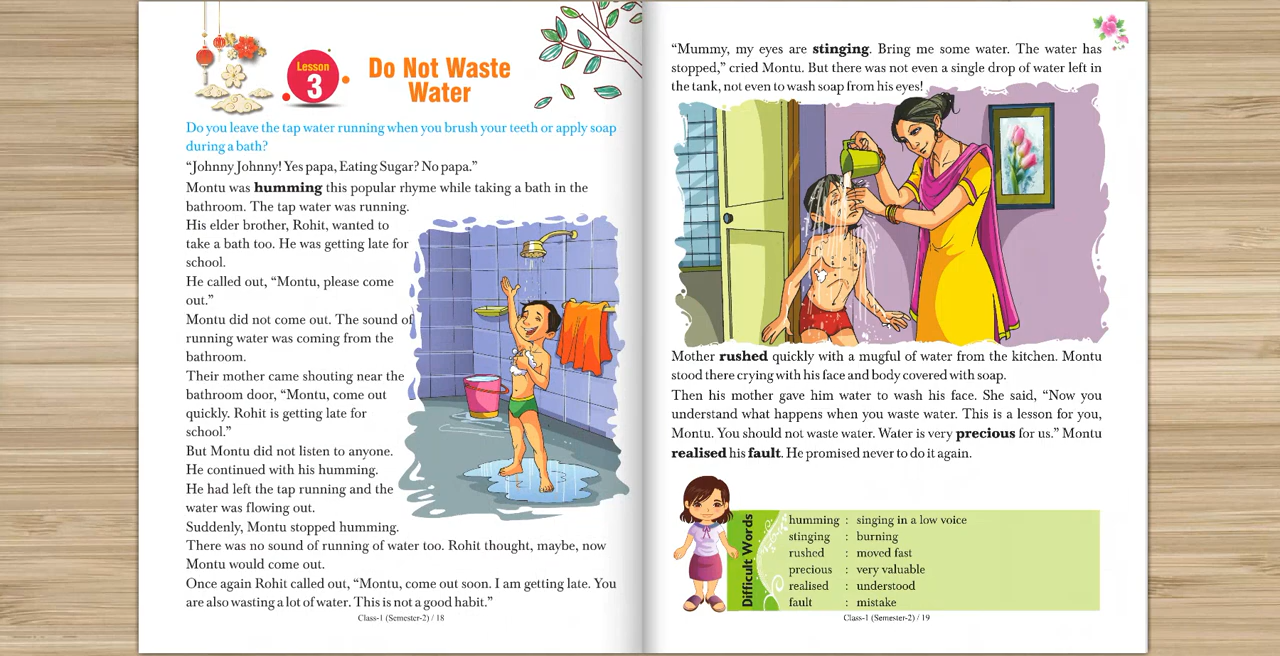 Lesson
3
Do Not Waste
Water
Do you leave the tap water running when you brush your teeth or apply soap
during a bath?
“Johnny Johnny! Yes papa, Eating Sugar? No papa.”
Montu was humming this popular rhyme while taking a bath in the
bathroom. The tap water was running.
His elder brother, Rohit, wanted to
take a bath too. He was getting late for
school.
He called out, “Montu, please come
out.”
Montu did not come out. The sound of
running water was coming from the
bathroom.
Their mother came shouting near the
bathroom door, “Montu, come out
quickly. Rohit is getting late for
school.”
But Montu did not listen to anyone.
He continued with his humming.
He had left the tap running and the
water was flowing out.
Suddenly, Montu stopped humming.
There was no sound of running of water too. Rohit thought, maybe, now
Montu would come out.
Once again Rohit called out, “Montu, come out soon. I am getting late. You
are also wasting a lot of water. This is not a good habit.”
Class-1 (Semester-2) / 18
“Mummy, my eyes are stinging. Bring me some water. The water has
stopped,” cried Montu. But there was not even a single drop of water left in
the tank, not even to wash soap from his eyes!
Mother rushed quickly with a mugful of water from the kitchen. Montu
stood there crying with his face and body covered with soap.
Then his mother gave him water to wash his face. She said, “Now you
understand what happens when you waste water. This is a lesson for you,
Montu. You should not waste water. Water is very precious for us.” Montu
realised his fault. He promised never to do it again.
Difficult Words
humming : singing in a low voice
stinging : burning
rushed : moved fast
precious : very valuable
realised : understood
fault : mistake
Class-1 (Semester-2) / 19